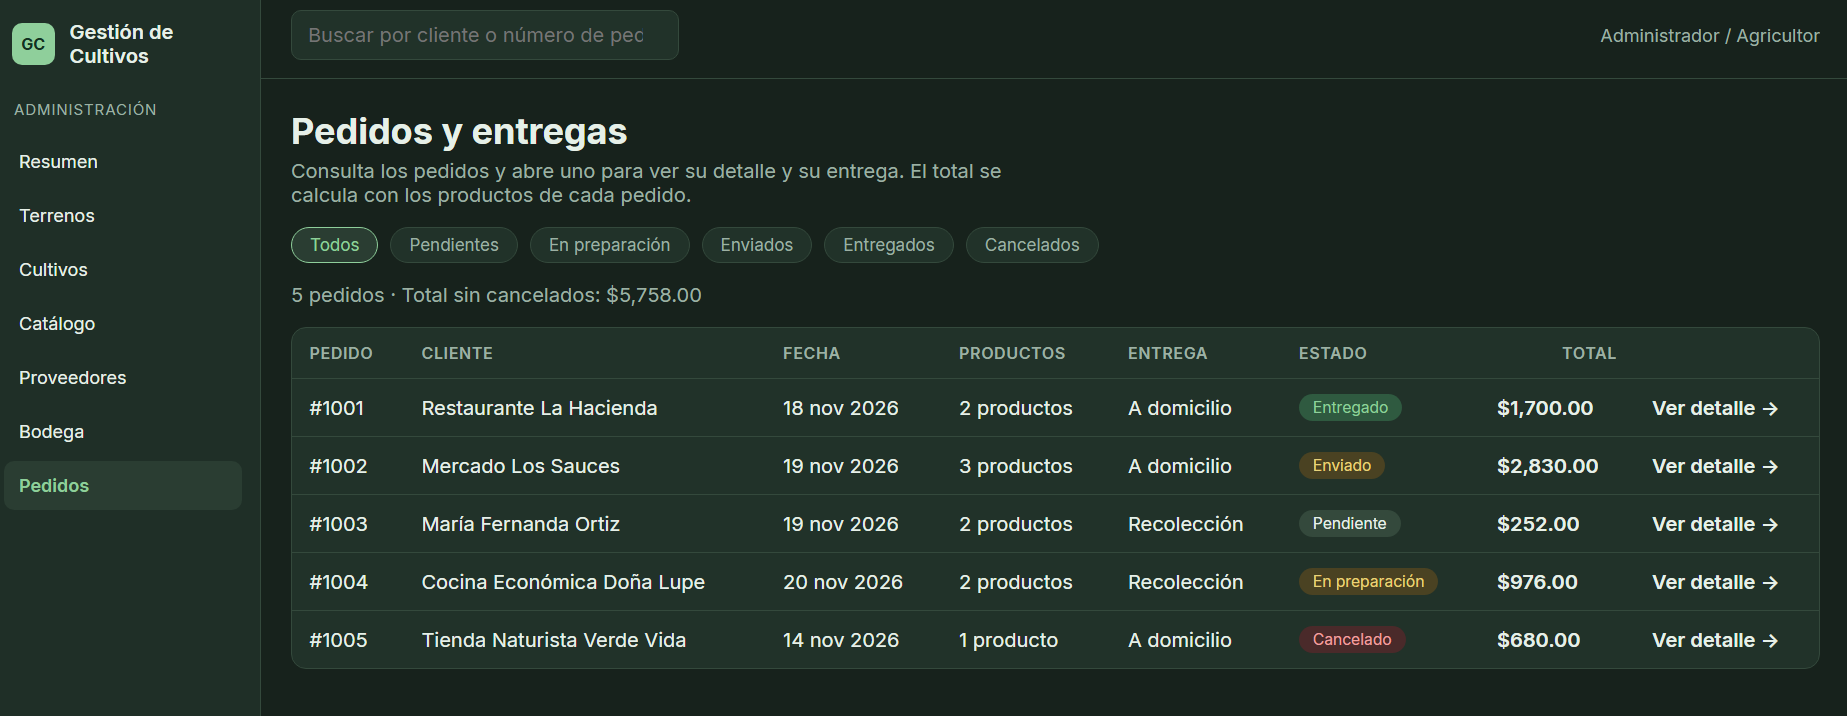 GC
Gestión de
Cultivos
ADMINISTRACIÓN
Resumen
Terrenos
Cultivos
Catálogo
Proveedores
Bodega
Pedidos
Buscar por cliente o número de pec
Administrador / Agricultor
Pedidos y entregas
Consulta los pedidos y abre uno para ver su detalle y su entrega. El total se
calcula con los productos de cada pedido.
Todos Pendientes En preparación Enviados Entregados Cancelados
5 pedidos · Total sin cancelados: $5,758.00
PEDIDO CLIENTE FECHA PRODUCTOS ENTREGA ESTADO TOTAL
#1001 Restaurante La Hacienda 18 nov 2026 2 productos A domicilio Entregado $1,700.00 Ver detalle →
#1002 Mercado Los Sauces 19 nov 2026 3 productos A domicilio Enviado $2,830.00 Ver detalle →
#1003 María Fernanda Ortiz 19 nov 2026 2 productos Recolección Pendiente $252.00 Ver detalle →
#1004 Cocina Económica Doña Lupe 20 nov 2026 2 productos Recolección En preparación $976.00 Ver detalle →
#1005 Tienda Naturista Verde Vida 14 nov 2026 1 producto A domicilio Cancelado $680.00 Ver detalle →